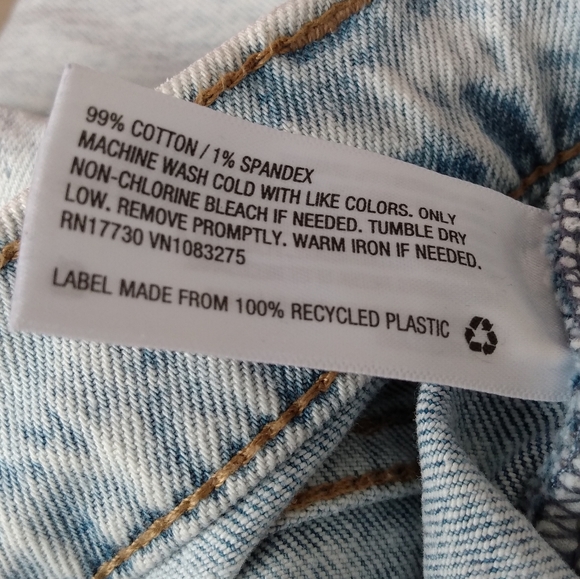 99% COTTON / 1% SPANDEX
MACHINE WASH COLD WITH LIKE COLORS. ONLY
NON-CHLORINE BLEACH IF NEEDED. TUMBLE DRY
LOW. REMOVE PROMPTLY. WARM IRON IF NEEDED.
RN17730 VN1083275
LABEL MADE FROM 100% RECYCLED PLASTIC